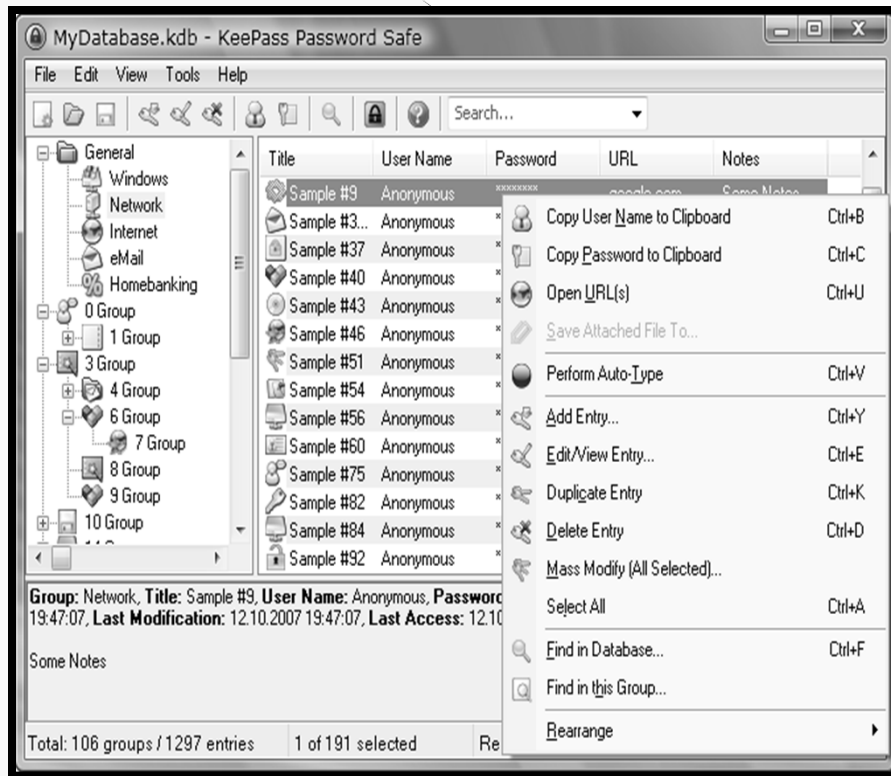 MyDatabase.kdb - KeePass Password Safe
File Edit View Tools Help
Search...
General
Windows
Network
Internet
eMail
Homebanking
0 Group
1 Group
3 Group
4 Group
6 Group
7 Group
8 Group
9 Group
10 Group
Title User Name Password URL Notes
Sample #9 Anonymous ******** google.com Some Notes
Sample #3... Anonymous *
Sample #37 Anonymous *
Sample #40 Anonymous *
Sample #43 Anonymous *
Sample #46 Anonymous *
Sample #51 Anonymous *
Sample #54 Anonymous *
Sample #56 Anonymous *
Sample #60 Anonymous *
Sample #75 Anonymous *
Sample #82 Anonymous *
Sample #84 Anonymous *
Sample #92 Anonymous *
Copy User Name to Clipboard Ctrl+B
Copy Password to Clipboard Ctrl+C
Open URL(s) Ctrl+U
Save Attached File To...
Perform Auto-Type Ctrl+V
Add Entry... Ctrl+Y
Edit/View Entry... Ctrl+E
Duplicate Entry Ctrl+K
Delete Entry Ctrl+D
Mass Modify (All Selected)...
Select All Ctrl+A
Find in Database... Ctrl+F
Find in this Group...
Rearrange
Group: Network, Title: Sample #9, User Name: Anonymous, Password
19:47:07, Last Modification: 12.10.2007 19:47:07, Last Access: 12.10
Some Notes
Total: 106 groups / 1297 entries 1 of 191 selected Re